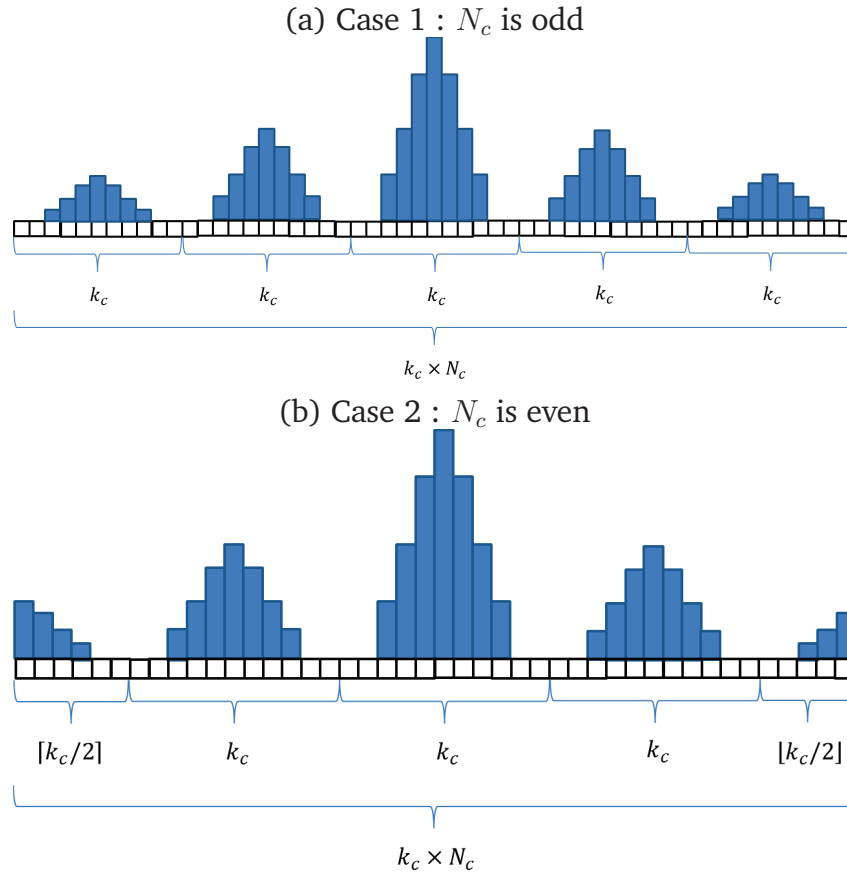 (a) Case 1 : N_c is odd
k_c k_c k_c k_c k_c
k_c × N_c
(b) Case 2 : N_c is even
⌈k_c/2⌉ k_c k_c k_c ⌊k_c/2⌋
k_c × N_c